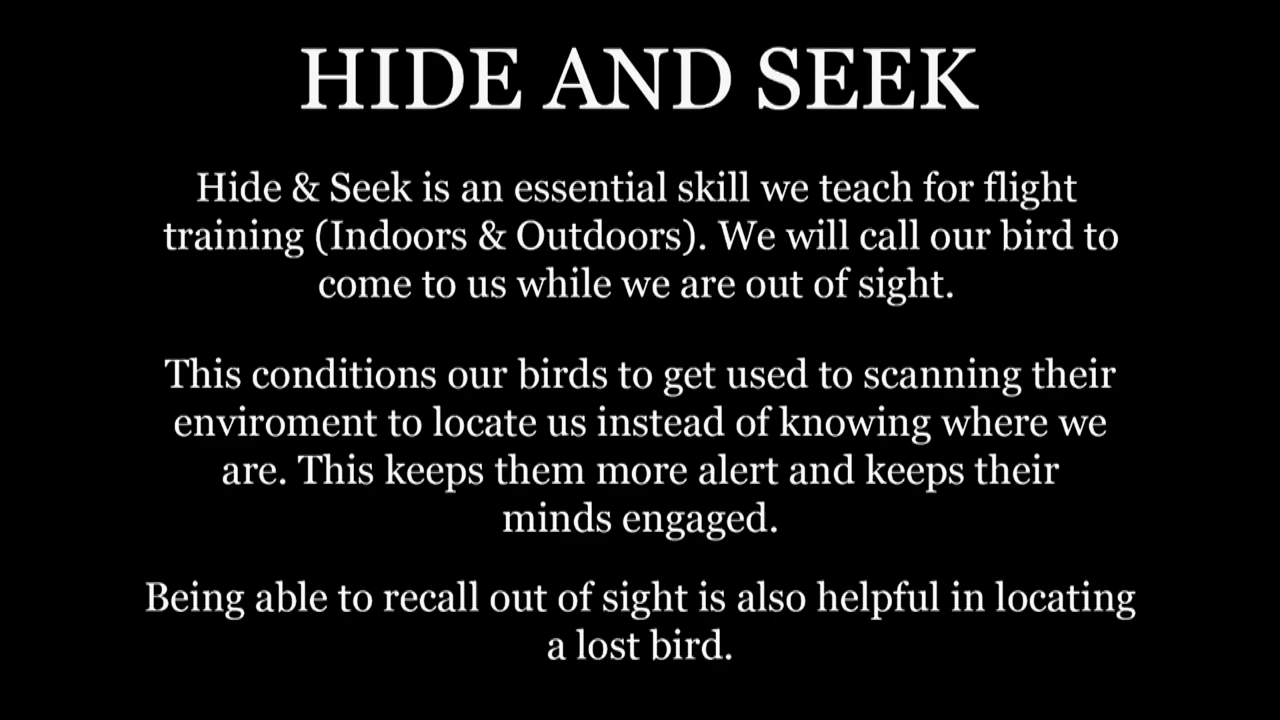 HIDE AND SEEK
Hide & Seek is an essential skill we teach for flight
training (Indoors & Outdoors). We will call our bird to
come to us while we are out of sight.
This conditions our birds to get used to scanning their
enviroment to locate us instead of knowing where we
are. This keeps them more alert and keeps their
minds engaged.
Being able to recall out of sight is also helpful in locating
a lost bird.